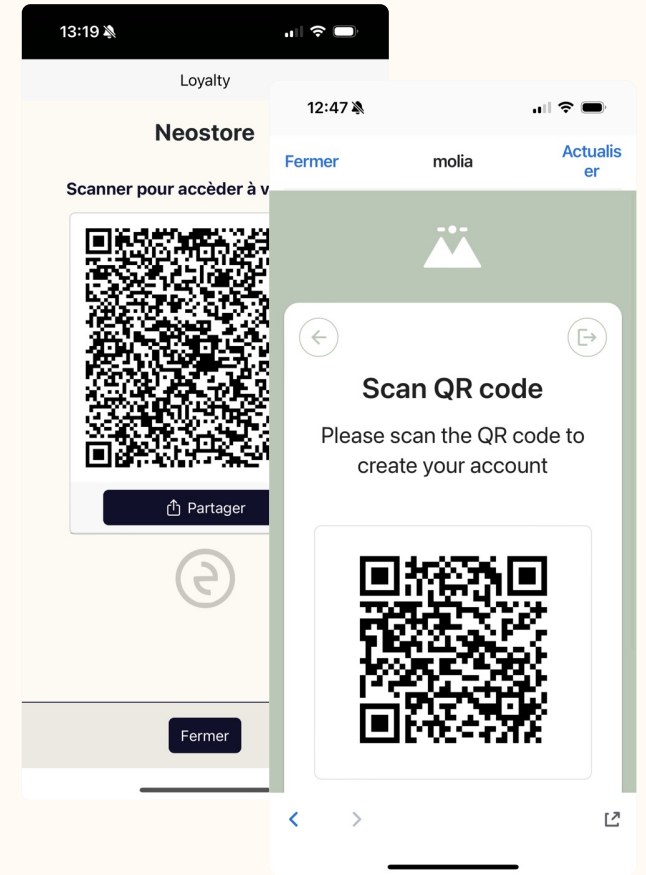 13:19
Loyalty
Neostore
Scanner pour accèder à v
Partager
Fermer
12:47
Fermer
molia
Actualis
er
Scan QR code
Please scan the QR code to
create your account